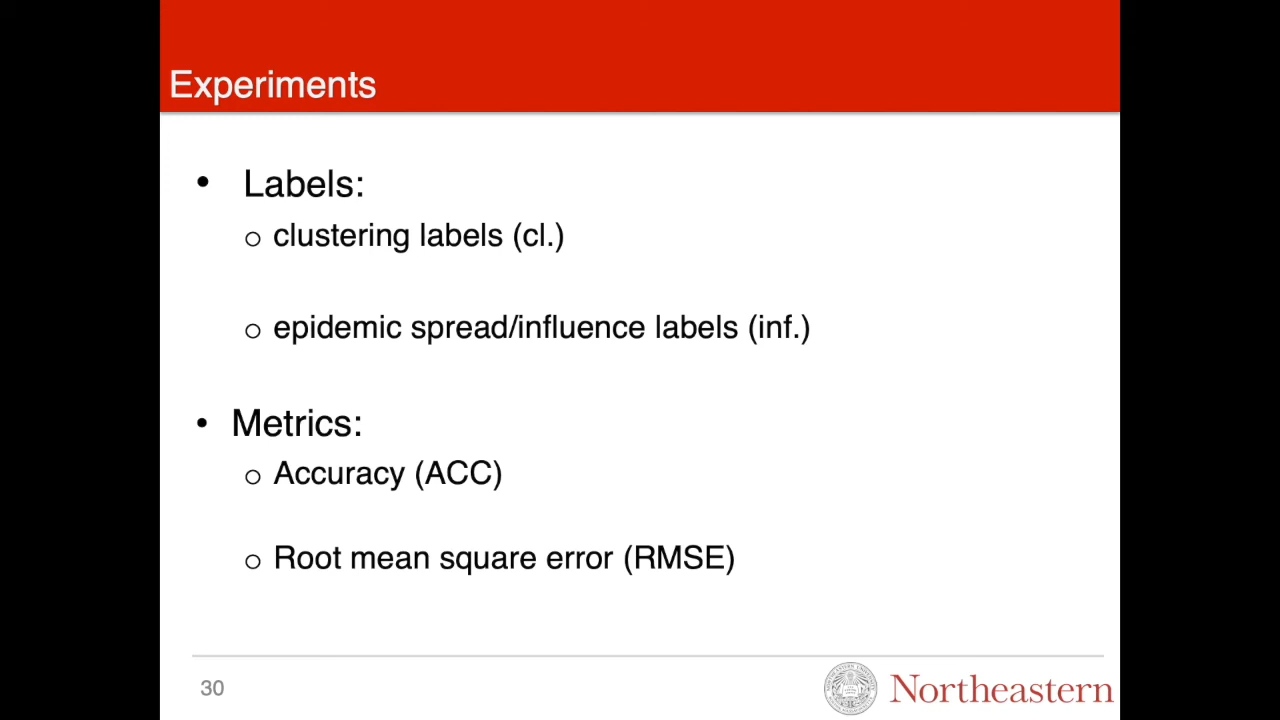 Experiments
• Labels:
o clustering labels (cl.)
o epidemic spread/influence labels (inf.)
• Metrics:
o Accuracy (ACC)
o Root mean square error (RMSE)
30
Northeastern